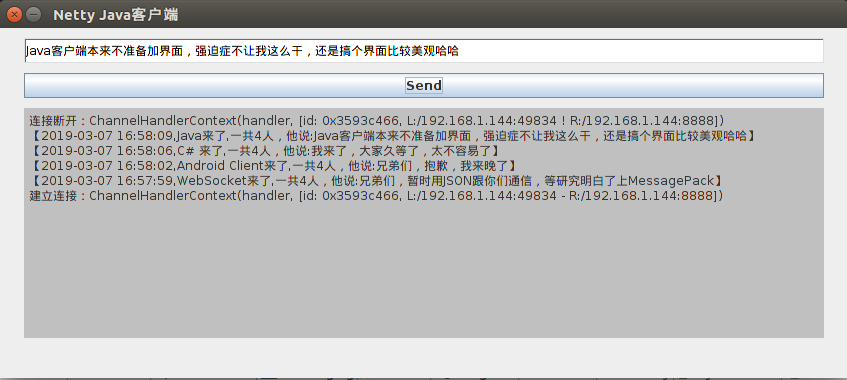 Netty Java客户端
Java客户端本来不准备加界面，强迫症不让我这么干，还是搞个界面比较美观哈哈
Send
连接断开：ChannelHandlerContext(handler, [id: 0x3593c466, L:/192.168.1.144:49834 ! R:/192.168.1.144:8888])
【2019-03-07 16:58:09,Java来了,一共4人，他说:Java客户端本来不准备加界面，强迫症不让我这么干，还是搞个界面比较美观哈哈】
【2019-03-07 16:58:06,C# 来了,一共4人，他说:我来了，大家久等了，太不容易了】
【2019-03-07 16:58:02,Android Client来了,一共4人，他说:兄弟们，抱歉，我来晚了】
【2019-03-07 16:57:59,WebSocket来了,一共4人，他说:兄弟们，暂时用JSON跟你们通信，等研究明白了上MessagePack】
建立连接：ChannelHandlerContext(handler, [id: 0x3593c466, L:/192.168.1.144:49834 - R:/192.168.1.144:8888])